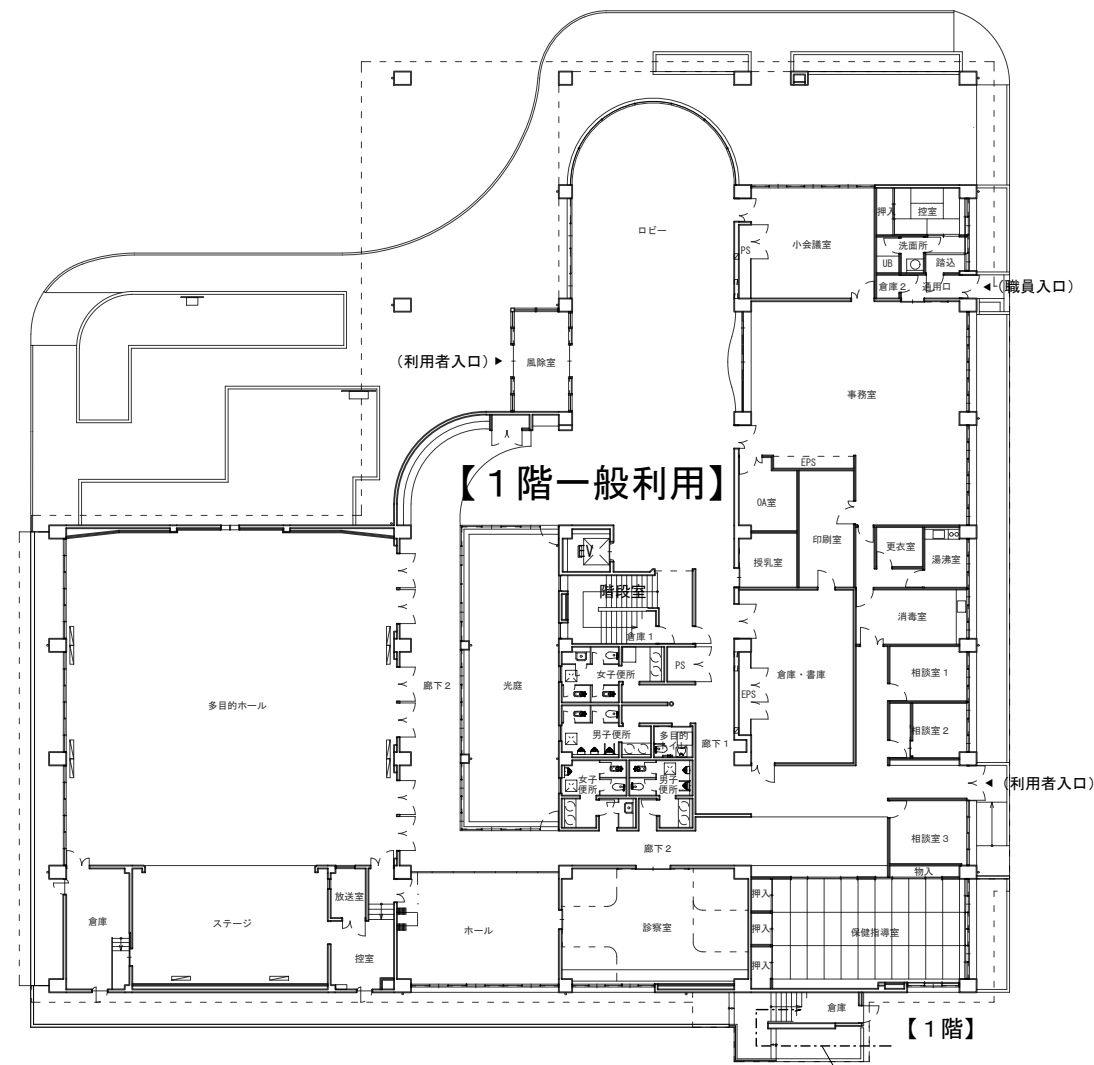 ロビー
PS
小会議室
押入
控室
洗面所
UB
踏込
倉庫２
通用口
(職員入口)
(利用者入口)
風除室
事務室
【１階一般利用】
EPS
OA室
印刷室
授乳室
更衣室
湯沸室
EV
階段室
倉庫１
消毒室
女子便所
PS
倉庫・書庫
相談室１
廊下２
光庭
EPS
多目的ホール
男子便所
多目的
トイレ
廊下１
相談室２
女子
便所
男子
便所
(利用者入口)
相談室３
廊下２
物入
倉庫
ステージ
放送室
控室
ホール
診察室
押入
押入
押入
保健指導室
倉庫
【１階】